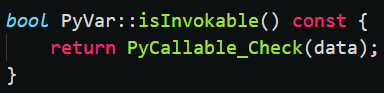 bool PyVar::isInvokable() const {
    return PyCallable_Check(data);
}